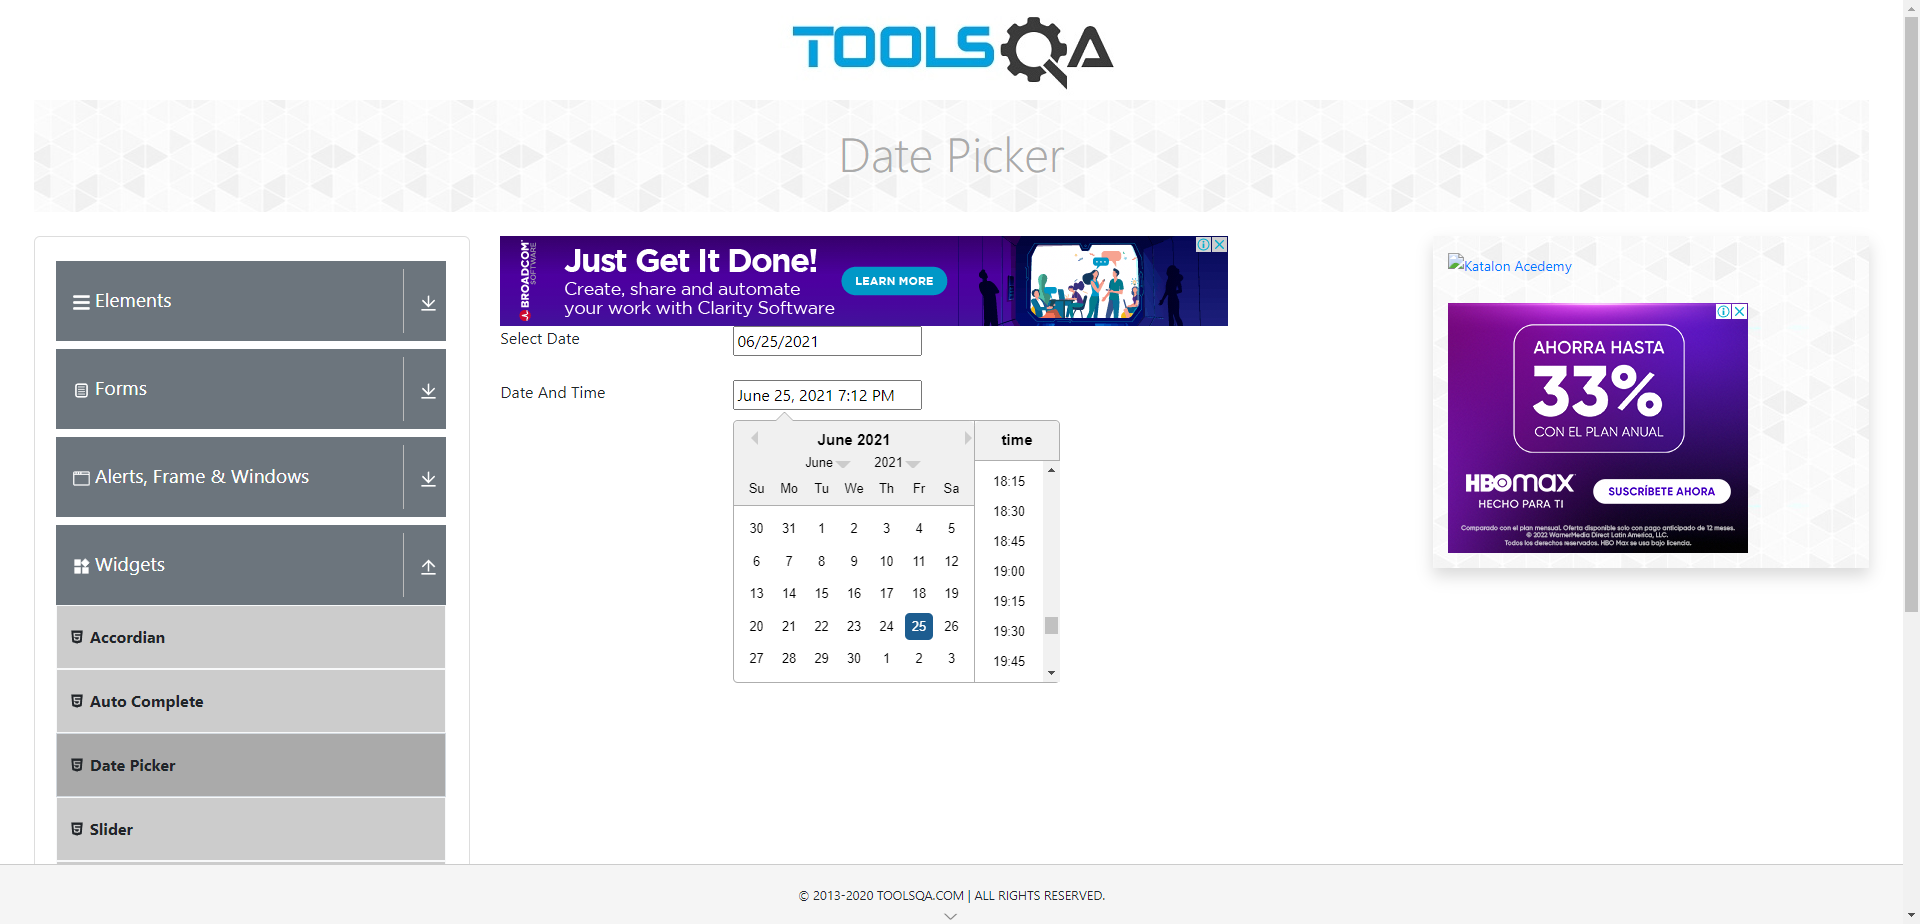 TOOLSQA
Date Picker
Elements
Forms
Alerts, Frame & Windows
Widgets
Accordian
Auto Complete
Date Picker
Slider
BROADCOM
SOFTWARE
Just Get It Done!
Create, share and automate
your work with Clarity Software
LEARN MORE
Select Date
06/25/2021
Date And Time
June 25, 2021 7:12 PM
June 2021
June 2021
Su Mo Tu We Th Fr Sa
30 31 1 2 3 4 5
6 7 8 9 10 11 12
13 14 15 16 17 18 19
20 21 22 23 24 25 26
27 28 29 30 1 2 3
time
18:15
18:30
18:45
19:00
19:15
19:30
19:45
Katalon Acedemy
AHORRA HASTA
33%
CON EL PLAN ANUAL
HBOmax
HECHO PARA TI
SUSCRÍBETE AHORA
Comparado con el plan mensual. Oferta disponible solo con pago anticipado de 12 meses.
© 2022 WarnerMedia Direct Latin America, LLC.
Todos los derechos reservados. HBO Max se usa bajo licencia.
© 2013-2020 TOOLSQA.COM | ALL RIGHTS RESERVED.